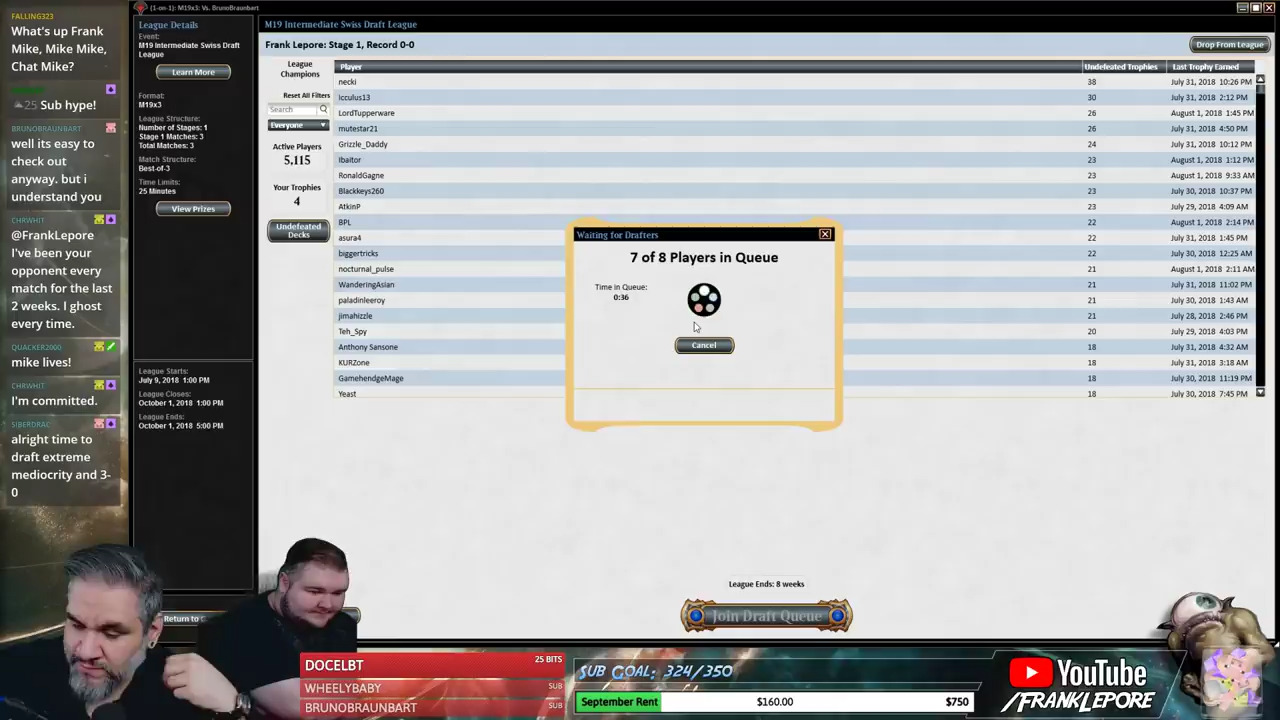 FALLING323
What's up Frank
Mike, Mike Mike,
Chat Mike?
25 Sub hype!
BRUNOBRAUNBART
well its easy to
check out
anyway. but i
understand you
CHRWHIT
@FrankLepore
I've been your
opponent every
match for the last
2 weeks. I ghost
every time.
QUACKER2000
mike lives!
CHRWHIT
I'm committed.
SIBERDRAC
alright time to
draft extreme
mediocrity and 3-
0
(1-on-1): M19x3: Vs. BrunoBraunbart
League Details
Event:
M19 Intermediate Swiss Draft
League
Learn More
Format:
M19x3
League Structure:
Number of Stages: 1
Stage 1 Matches: 3
Total Matches: 3
Match Structure:
Best-of-3
Time Limits:
25 Minutes
View Prizes
League Starts:
July 9, 2018 1:00 PM
League Closes:
October 1, 2018 1:00 PM
League Ends:
October 1, 2018 5:00 PM
Return to
M19 Intermediate Swiss Draft League
Frank Lepore: Stage 1, Record 0-0
Drop From League
League
Champions
Reset All Filters
Search
Everyone
Active Players
5,115
Your Trophies
4
Undefeated
Decks
Player Undefeated Trophies Last Trophy Earned
necki 38 July 31, 2018 10:26 PM
Icculus13 30 July 31, 2018 2:12 PM
LordTupperware 26 August 1, 2018 1:45 PM
mutestar21 26 July 31, 2018 4:50 PM
Grizzle_Daddy 24 July 31, 2018 10:12 PM
Ibaitor 23 August 1, 2018 1:12 PM
RonaldGagne 23 August 1, 2018 9:33 AM
Blackkeys260 23 July 30, 2018 10:37 PM
AtkinP 23 July 29, 2018 4:09 AM
BPL 22 August 1, 2018 2:14 PM
asura4 22 July 31, 2018 1:45 PM
biggertricks 22 July 30, 2018 12:25 AM
nocturnal_pulse 21 August 1, 2018 2:11 AM
WanderingAsian 21 July 31, 2018 11:02 PM
paladinleeroy 21 July 30, 2018 1:43 AM
jimahizzle 21 July 28, 2018 2:46 PM
Teh_Spy 20 July 29, 2018 4:03 PM
Anthony Sansone 18 July 31, 2018 4:32 AM
KURZone 18 July 31, 2018 3:18 AM
GamehendgeMage 18 July 30, 2018 11:19 PM
Yeast 18 July 30, 2018 7:45 PM
Waiting for Drafters
7 of 8 Players in Queue
Time in Queue:
0:36
Cancel
League Ends: 8 weeks
Join Draft Queue
DOCELBT 25 BITS
WHEELYBABY SUB
BRUNOBRAUNBART SUB
SUB GOAL: 324/350
September Rent $160.00 $750
YouTube
/FRANKLEPORE